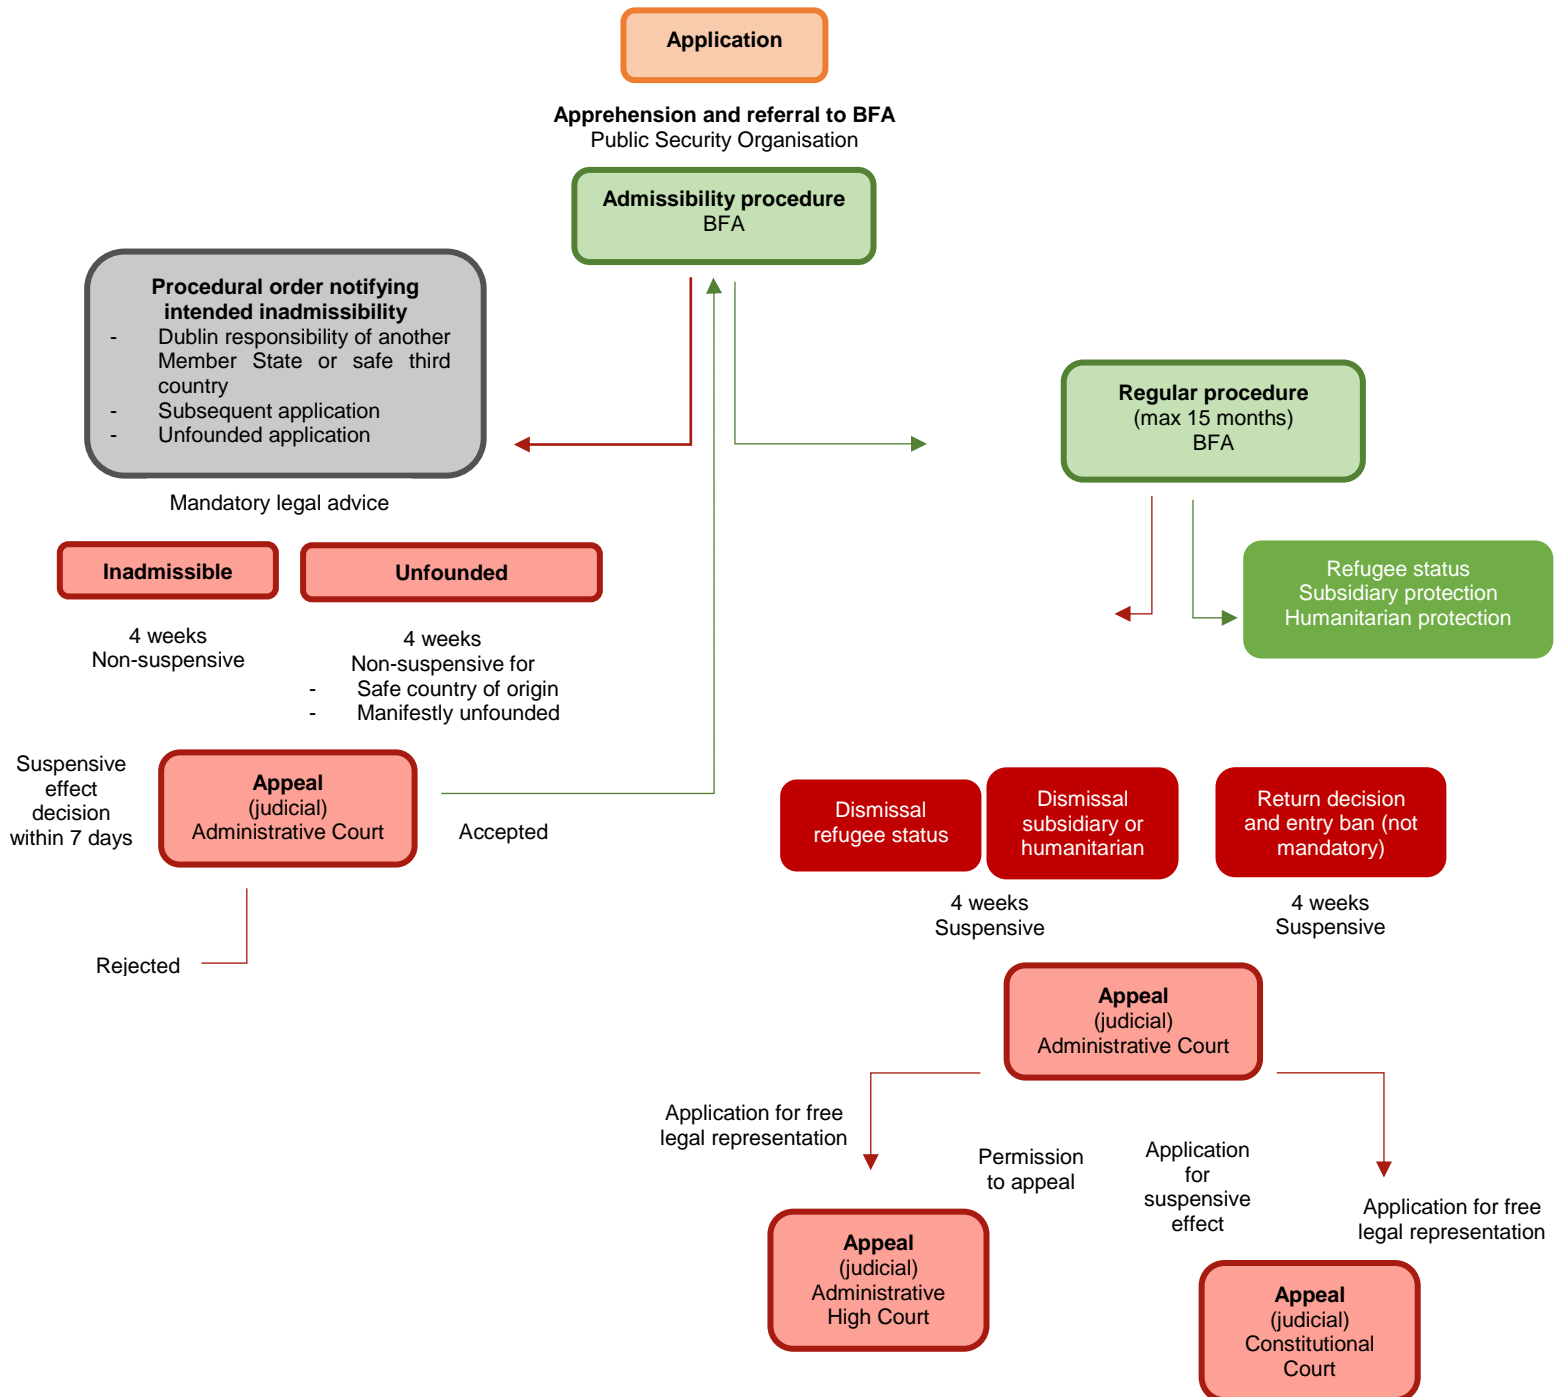 Application
Apprehension and referral to BFA
Public Security Organisation
Admissibility procedure
BFA
Procedural order notifying
intended inadmissibility
- Dublin responsibility of another
Member State or safe third
country
- Subsequent application
- Unfounded application
Mandatory legal advice
Regular procedure
(max 15 months)
BFA
Inadmissible
Unfounded
Refugee status
Subsidiary protection
Humanitarian protection
4 weeks
Non-suspensive
4 weeks
Non-suspensive for
- Safe country of origin
- Manifestly unfounded
Suspensive
effect
decision
within 7 days
Appeal
(judicial)
Administrative Court
Accepted
Rejected
Dismissal
refugee status
Dismissal
subsidiary or
humanitarian
Return decision
and entry ban (not
mandatory)
4 weeks
Suspensive
4 weeks
Suspensive
Appeal
(judicial)
Administrative Court
Application for free
legal representation
Permission
to appeal
Application
for
suspensive
effect
Application for free
legal representation
Appeal
(judicial)
Administrative
High Court
Appeal
(judicial)
Constitutional
Court